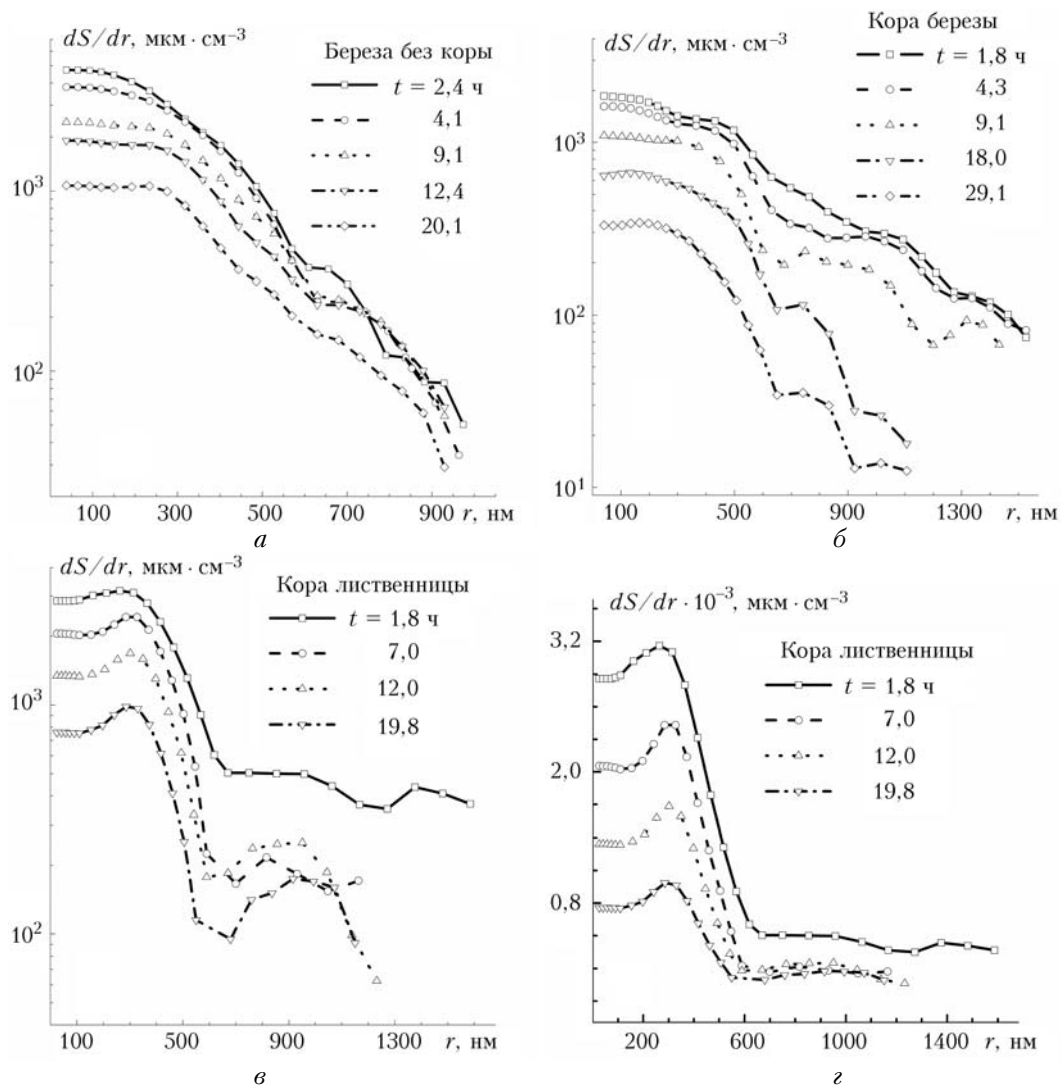 dS/dr, мкм · см⁻³
Береза без коры
t = 2,4 ч
4,1
9,1
12,4
20,1
10³
10²
100 300 500 700 900 r, нм
а
dS/dr, мкм · см⁻³
Кора березы
t = 1,8 ч
4,3
9,1
18,0
29,1
10³
10²
10¹
100 500 900 1300 r, нм
б
dS/dr, мкм · см⁻³
Кора лиственницы
t = 1,8 ч
7,0
12,0
19,8
10³
10²
100 500 900 1300 r, нм
в
dS/dr · 10⁻³, мкм · см⁻³
Кора лиственницы
t = 1,8 ч
7,0
12,0
19,8
3,2
2,0
0,8
200 600 1000 1400 r, нм
г